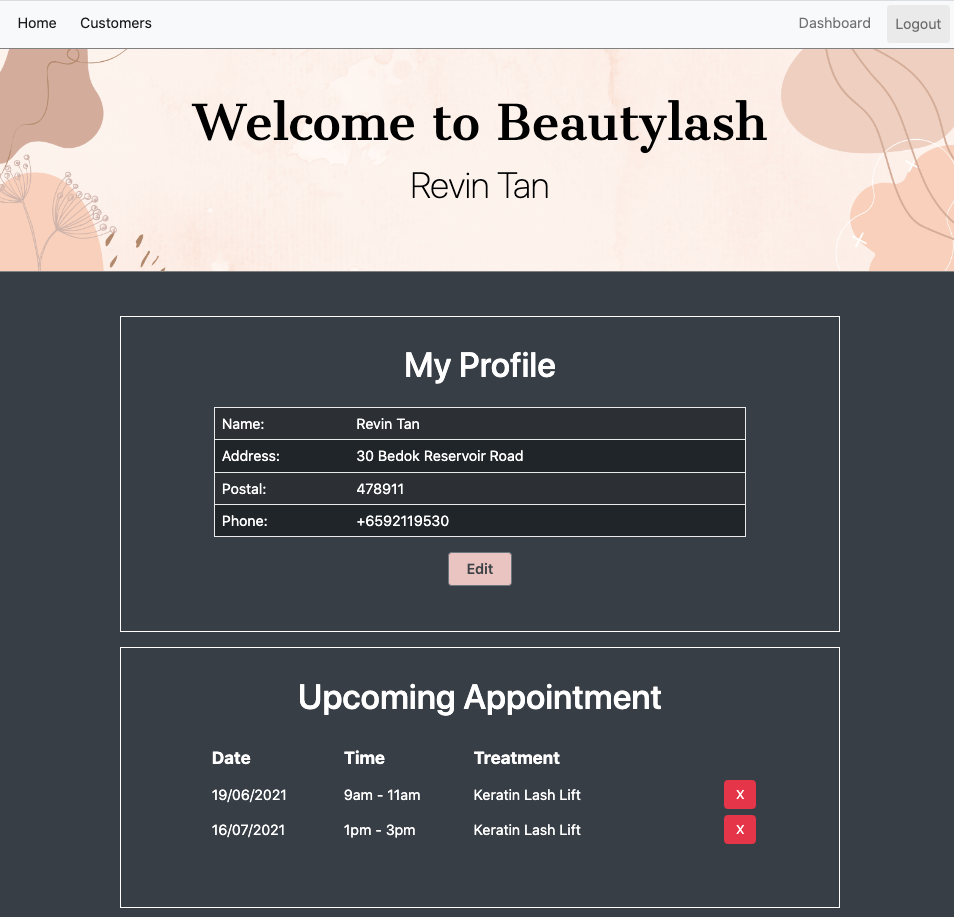 Home Customers Dashboard Logout
Welcome to Beautylash
Revin Tan
My Profile
Name: Revin Tan
Address: 30 Bedok Reservoir Road
Postal: 478911
Phone: +6592119530
Edit
Upcoming Appointment
Date Time Treatment
19/06/2021 9am - 11am Keratin Lash Lift X
16/07/2021 1pm - 3pm Keratin Lash Lift X